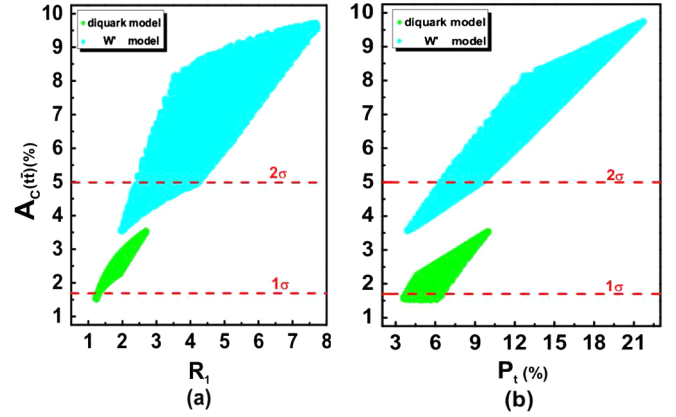 diquark model
W' model
A_C(tt̄)(%)
10
9
8
7
6
5
4
3
2
1
2σ
1σ
1 2 3 4 5 6 7 8
R_1
(a)
diquark model
W' model
10
9
8
7
6
5
4
3
2
1
2σ
1σ
3 6 9 12 15 18 21
P_t (%)
(b)